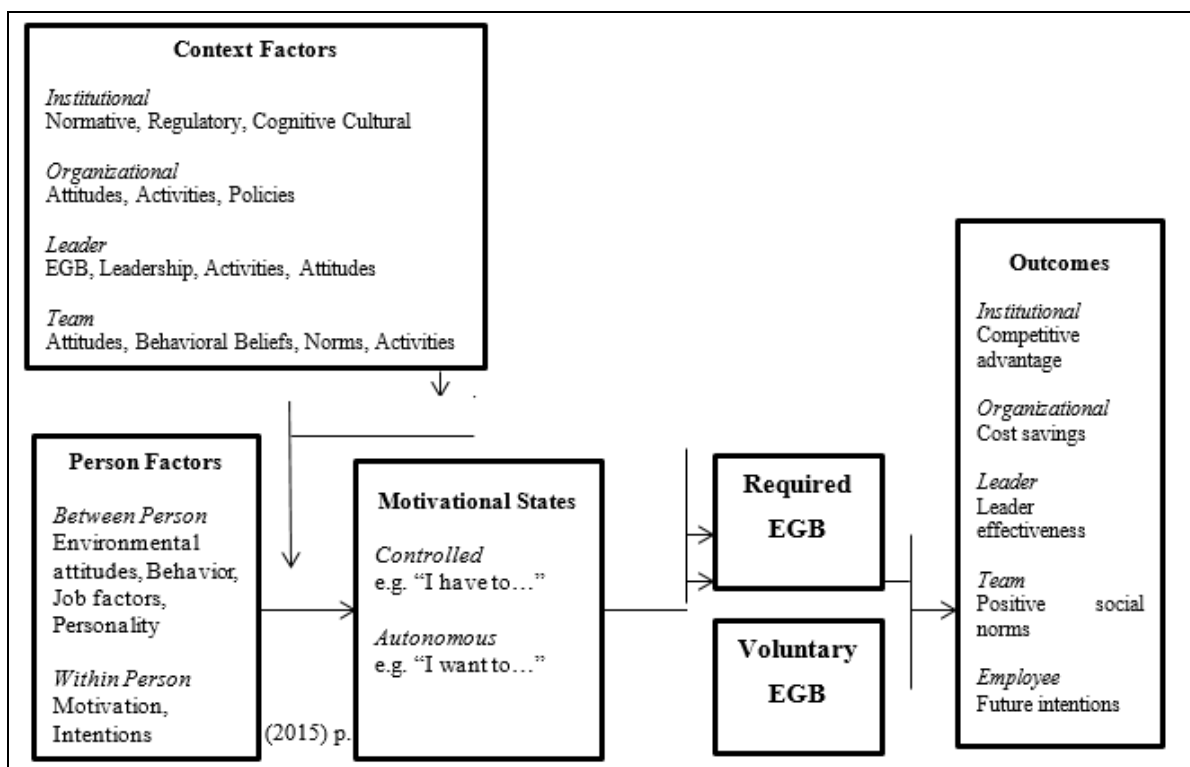 Context Factors
Institutional
Normative, Regulatory, Cognitive Cultural
Organizational
Attitudes, Activities, Policies
Leader
EGB, Leadership, Activities, Attitudes
Team
Attitudes, Behavioral Beliefs, Norms, Activities
Person Factors
Between Person
Environmental
attitudes, Behavior,
Job factors,
Personality
Within Person
Motivation,
Intentions
(2015) p.
Motivational States
Controlled
e.g. “I have to…”
Autonomous
e.g. “I want to…”
Required
EGB
Voluntary
EGB
Outcomes
Institutional
Competitive
advantage
Organizational
Cost savings
Leader
Leader
effectiveness
Team
Positive social
norms
Employee
Future intentions